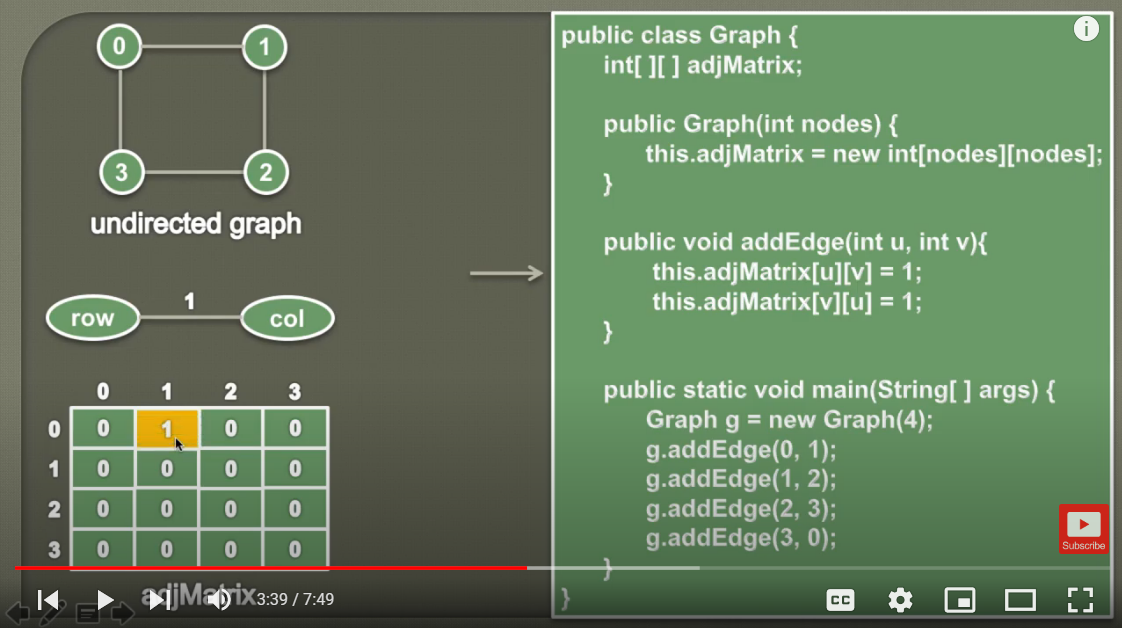 0 1
3 2
undirected graph
1
row col
0 1 2 3
0 0 1 0 0
1 0 0 0 0
2 0 0 0 0
3 0 0 0 0
adjMatrix
public class Graph {
int[ ][ ] adjMatrix;
public Graph(int nodes) {
this.adjMatrix = new int[nodes][nodes];
}
public void addEdge(int u, int v){
this.adjMatrix[u][v] = 1;
this.adjMatrix[v][u] = 1;
}
public static void main(String[ ] args) {
Graph g = new Graph(4);
g.addEdge(0, 1);
g.addEdge(1, 2);
g.addEdge(2, 3);
g.addEdge(3, 0);
}
}
i
Subscribe
3:39 / 7:49
CC